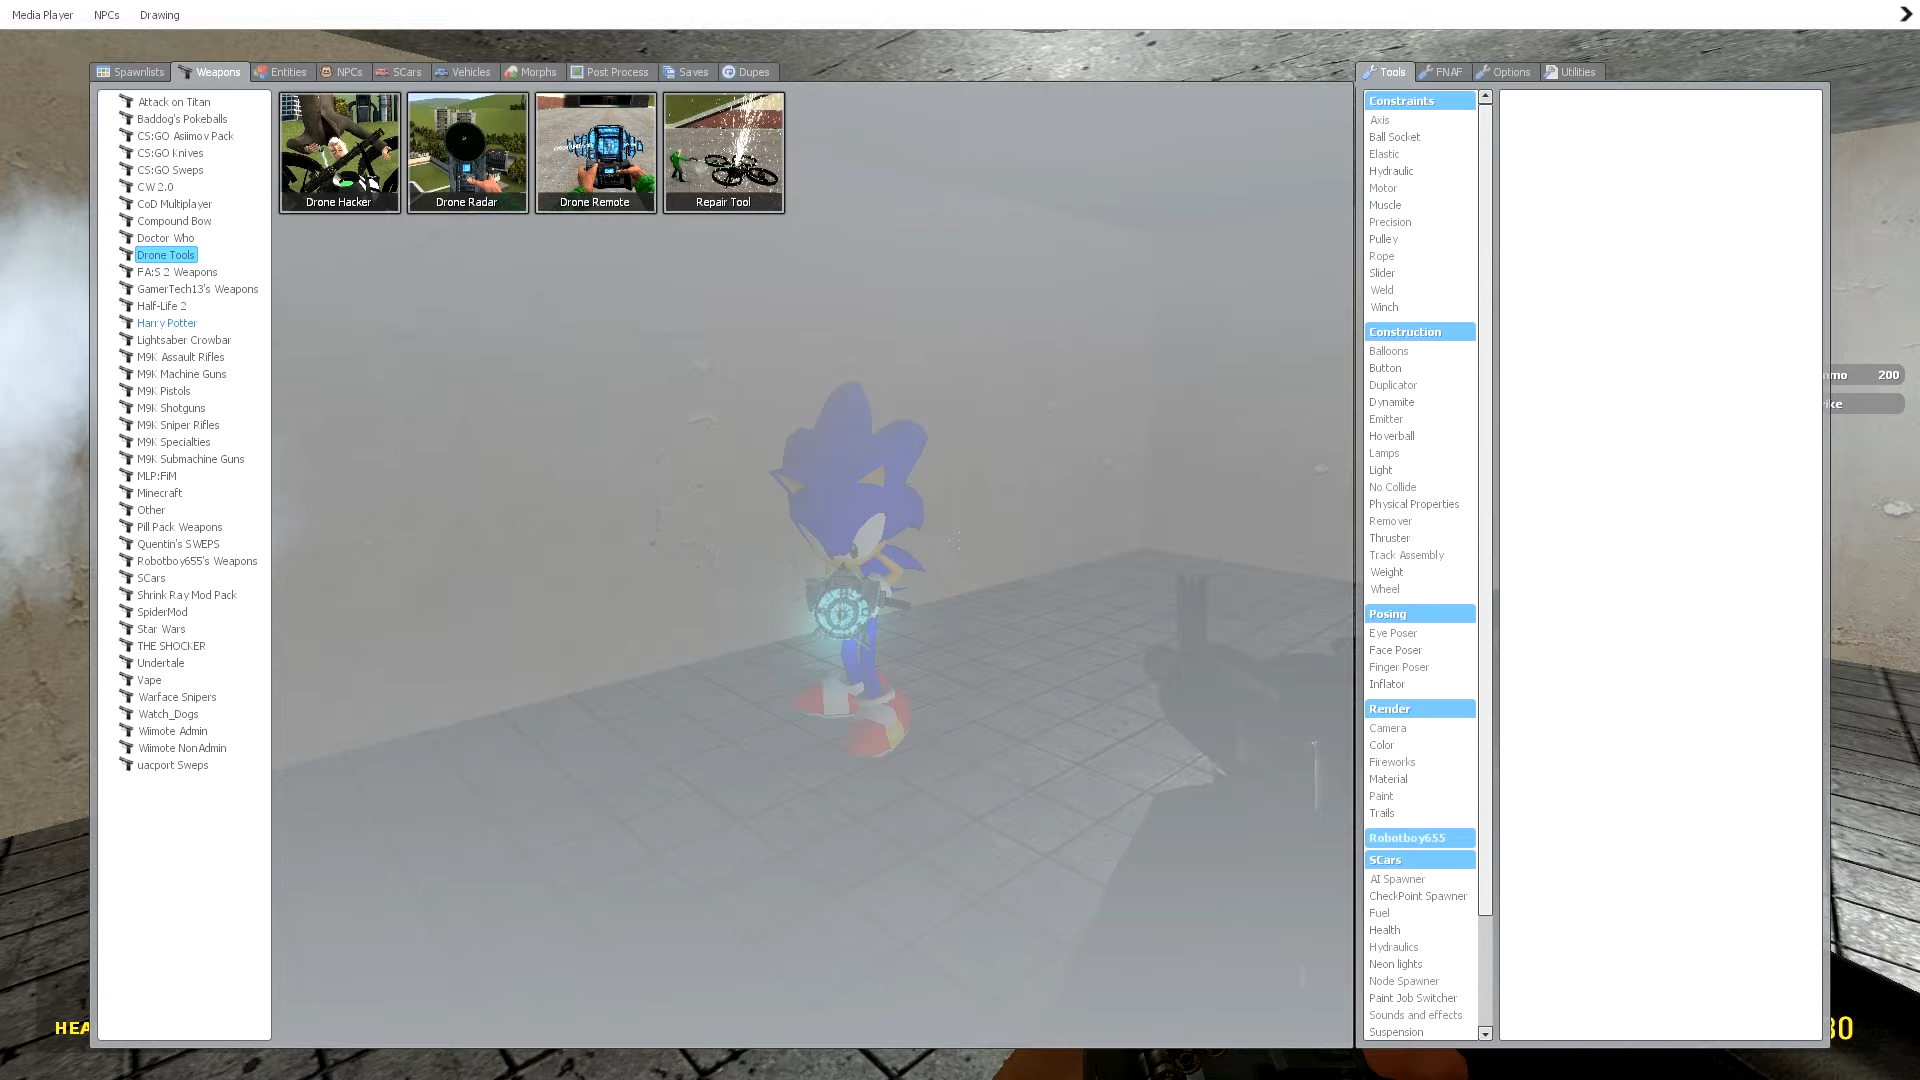 Media Player NPCs Drawing
Spawnlists Weapons Entities NPCs SCars Vehicles Morphs Post Process Saves Dupes
Attack on Titan
Baddog's Pokeballs
CS:GO Asiimov Pack
CS:GO Knives
CS:GO Sweps
CW 2.0
CoD Multiplayer
Compound Bow
Doctor Who
Drone Tools
FA:S 2 Weapons
GamerTech13's Weapons
Half-Life 2
Harry Potter
Lightsaber Crowbar
M9K Assault Rifles
M9K Machine Guns
M9K Pistols
M9K Shotguns
M9K Sniper Rifles
M9K Specialties
M9K Submachine Guns
MLP:FiM
Minecraft
Other
Pill Pack Weapons
Quentin's SWEPS
Robotboy655's Weapons
SCars
Shrink Ray Mod Pack
SpiderMod
Star Wars
THE SHOCKER
Undertale
Vape
Warface Snipers
Watch_Dogs
Wiimote Admin
Wiimote NonAdmin
uacport Sweps
Drone Hacker Drone Radar Drone Remote Repair Tool
Tools FNAF Options Utilities
Constraints
Axis
Ball Socket
Elastic
Hydraulic
Motor
Muscle
Precision
Pulley
Rope
Slider
Weld
Winch
Construction
Balloons
Button
Duplicator
Dynamite
Emitter
Hoverball
Lamps
Light
No Collide
Physical Properties
Remover
Thruster
Track Assembly
Weight
Wheel
Posing
Eye Poser
Face Poser
Finger Poser
Inflator
Render
Camera
Color
Fireworks
Material
Paint
Trails
Robotboy655
SCars
AI Spawner
CheckPoint Spawner
Fuel
Health
Hydraulics
Neon lights
Node Spawner
Paint Job Switcher
Sounds and effects
Suspension
mmo 200
ike
HEA
30